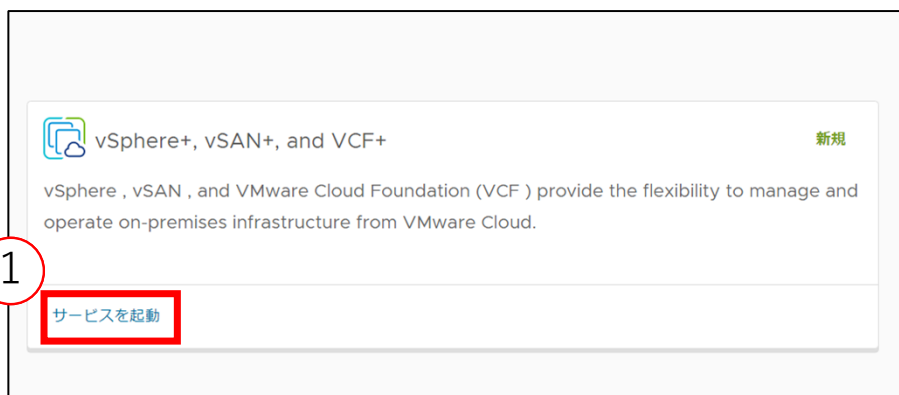 vSphere+, vSAN+, and VCF+
新規
vSphere , vSAN , and VMware Cloud Foundation (VCF ) provide the flexibility to manage and
operate on-premises infrastructure from VMware Cloud.
1
サービスを起動